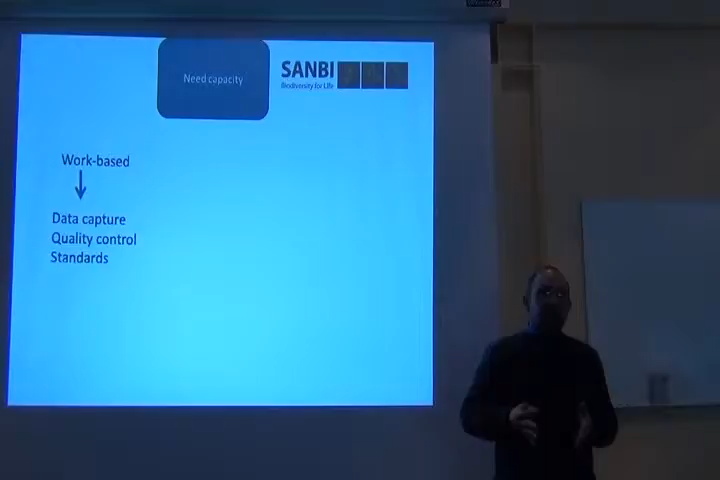 Need capacity
SANBI
Biodiversity for Life
Work-based
Data capture
Quality control
Standards